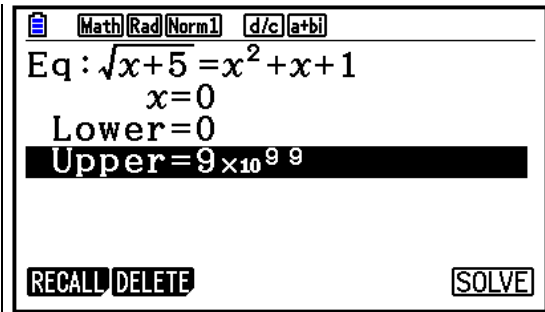 Math Rad Norm1 d/c a+bi
Eq:√x+5=x²+x+1
x=0
Lower=0
Upper=9×10⁹⁹
RECALL DELETE SOLVE